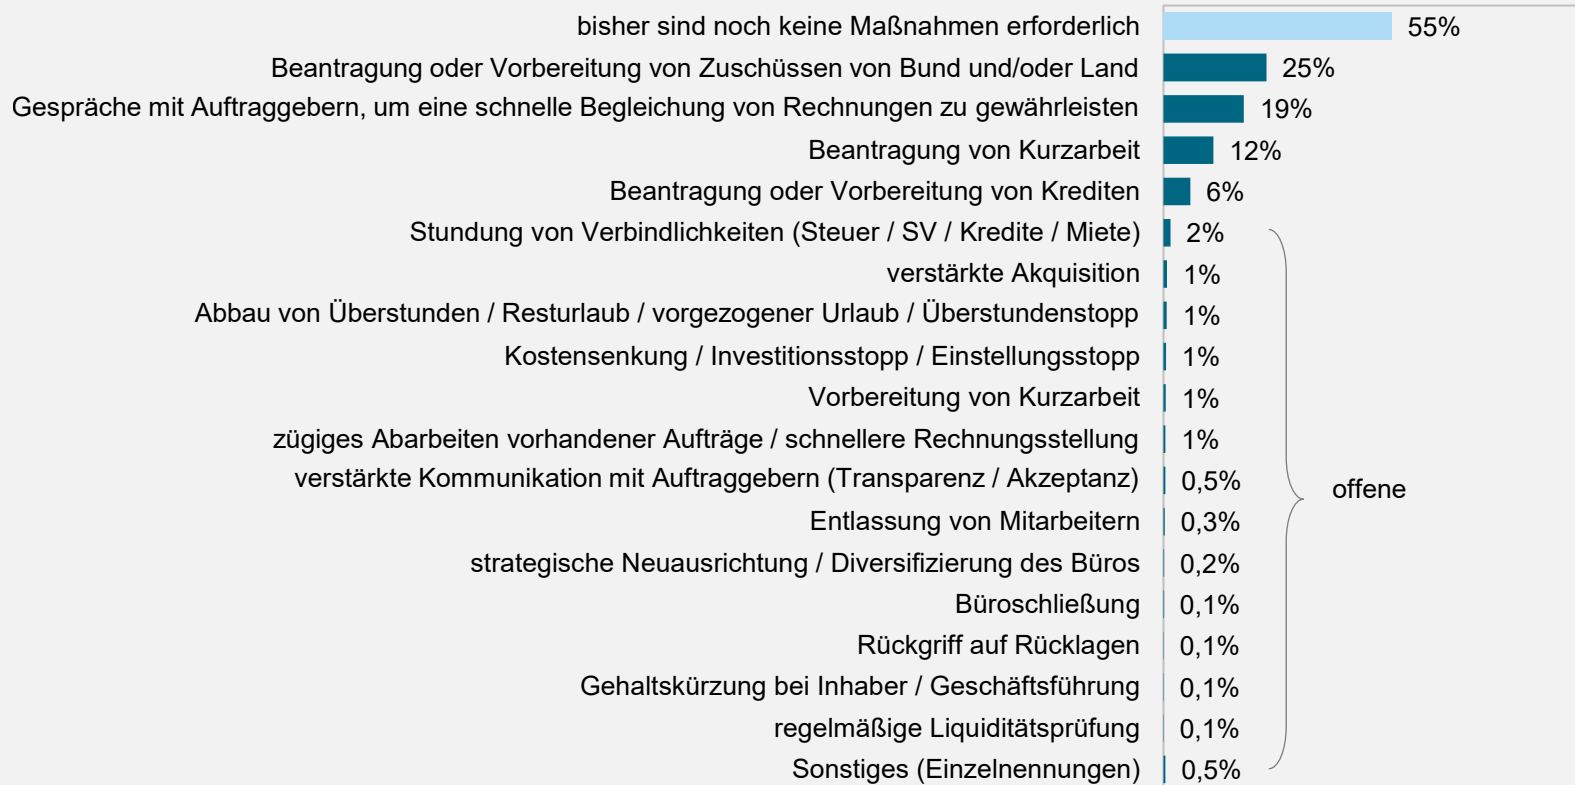 bisher sind noch keine Maßnahmen erforderlich 55%
Beantragung oder Vorbereitung von Zuschüssen von Bund und/oder Land 25%
Gespräche mit Auftraggebern, um eine schnelle Begleichung von Rechnungen zu gewährleisten 19%
Beantragung von Kurzarbeit 12%
Beantragung oder Vorbereitung von Krediten 6%
Stundung von Verbindlichkeiten (Steuer / SV / Kredite / Miete) 2%
verstärkte Akquisition 1%
Abbau von Überstunden / Resturlaub / vorgezogener Urlaub / Überstundenstopp 1%
Kostensenkung / Investitionsstopp / Einstellungsstopp 1%
Vorbereitung von Kurzarbeit 1%
zügiges Abarbeiten vorhandener Aufträge / schnellere Rechnungsstellung 1%
verstärkte Kommunikation mit Auftraggebern (Transparenz / Akzeptanz) 0,5%
offene
Entlassung von Mitarbeitern 0,3%
strategische Neuausrichtung / Diversifizierung des Büros 0,2%
Büroschließung 0,1%
Rückgriff auf Rücklagen 0,1%
Gehaltskürzung bei Inhaber / Geschäftsführung 0,1%
regelmäßige Liquiditätsprüfung 0,1%
Sonstiges (Einzelnennungen) 0,5%